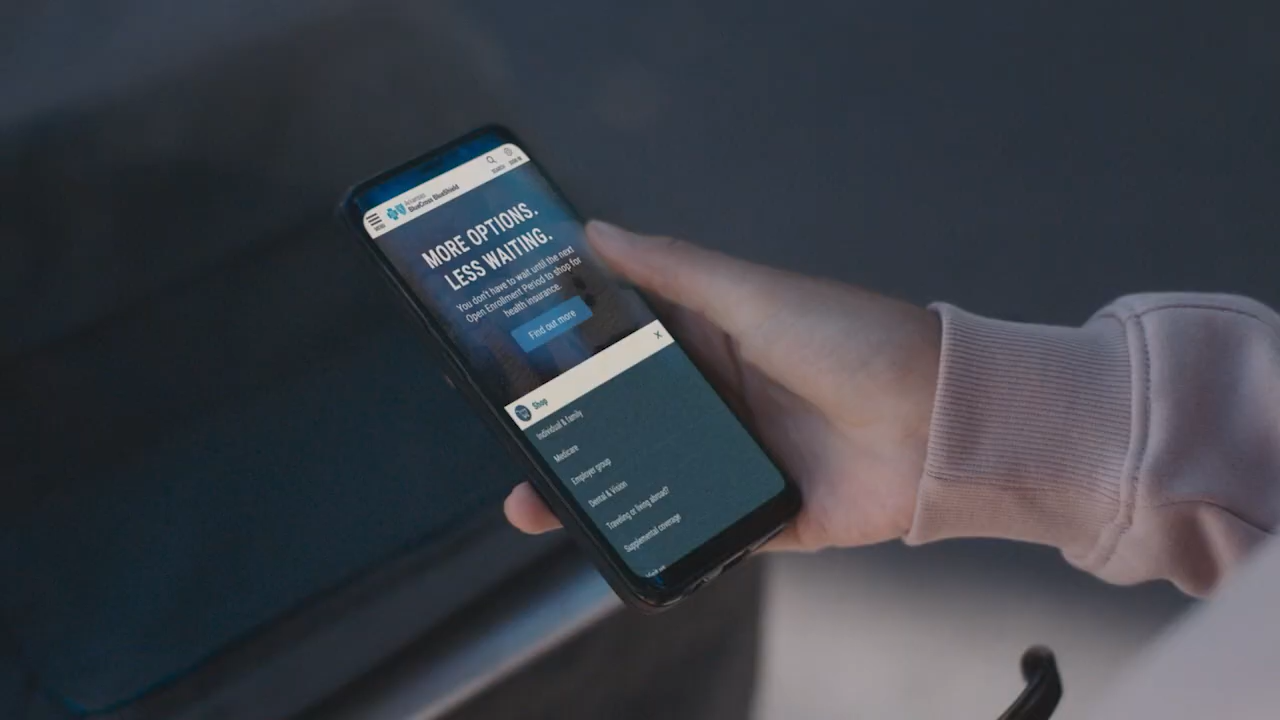 SEARCH
SIGN IN
MENU
Arkansas
BlueCross BlueShield
MORE OPTIONS.
LESS WAITING.
You don't have to wait until the next
Open Enrollment Period to shop for
health insurance.
Find out more
Shop
Individual & Family
Medicare
Employer group
Dental & Vision
Traveling or living abroad?
Supplemental coverage